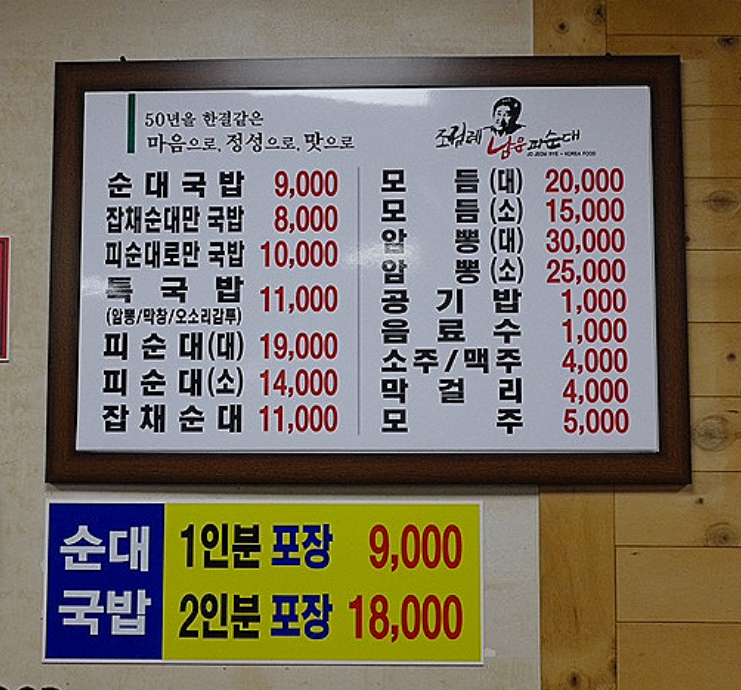 50년을 한결같은
마음으로, 정성으로, 맛으로
조점례 남문피순대
JO JEOM RYE - KOREA FOOD
순대국밥 9,000
잡채순대만 국밥 8,000
피순대로만 국밥 10,000
특국밥 11,000
(암뽕/막창/오소리감투)
피순대(대) 19,000
피순대(소) 14,000
잡채순대 11,000
모듬(대) 20,000
모듬(소) 15,000
암뽕(대) 30,000
암뽕(소) 25,000
공기밥 1,000
음료수 1,000
소주/맥주 4,000
막걸리 4,000
모주 5,000
순대국밥
1인분 포장 9,000
2인분 포장 18,000